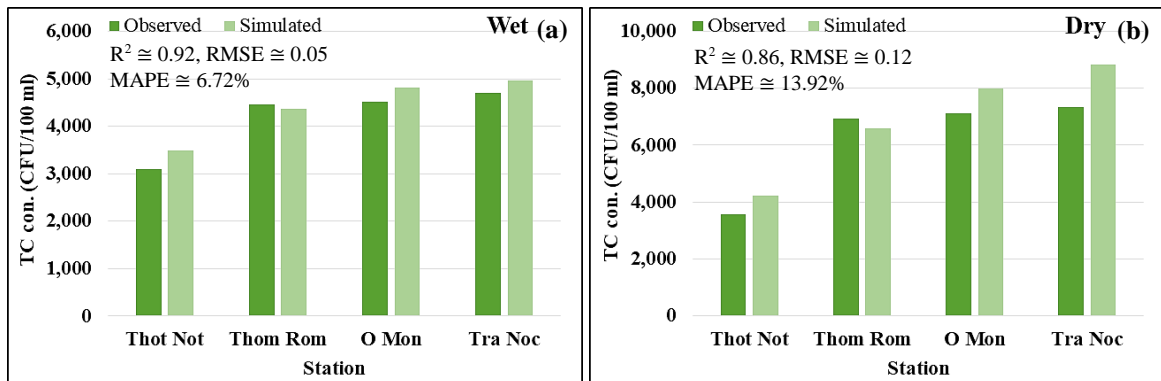 Observed Simulated Wet (a)
R² ≅ 0.92, RMSE ≅ 0.05
MAPE ≅ 6.72%
TC con. (CFU/100 ml)
6,000
5,000
4,000
3,000
2,000
1,000
0
Thot Not Thom Rom O Mon Tra Noc
Station
Observed Simulated Dry (b)
R² ≅ 0.86, RMSE ≅ 0.12
MAPE ≅ 13.92%
TC con. (CFU/100 ml)
10,000
8,000
6,000
4,000
2,000
0
Thot Not Thom Rom O Mon Tra Noc
Station